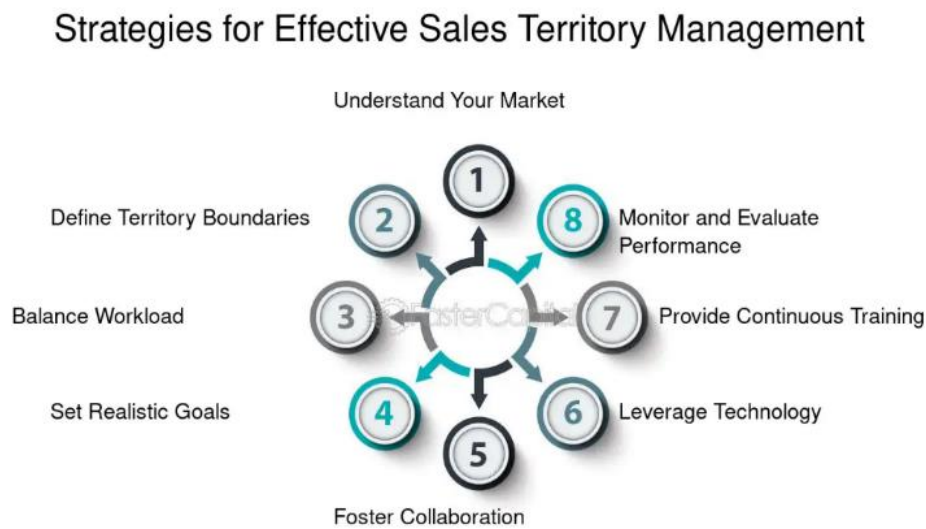 Strategies for Effective Sales Territory Management
Understand Your Market
1
2
Define Territory Boundaries
3
Balance Workload
4
Set Realistic Goals
5
Foster Collaboration
6
Leverage Technology
7
Provide Continuous Training
8
Monitor and Evaluate
Performance
FasterCapital